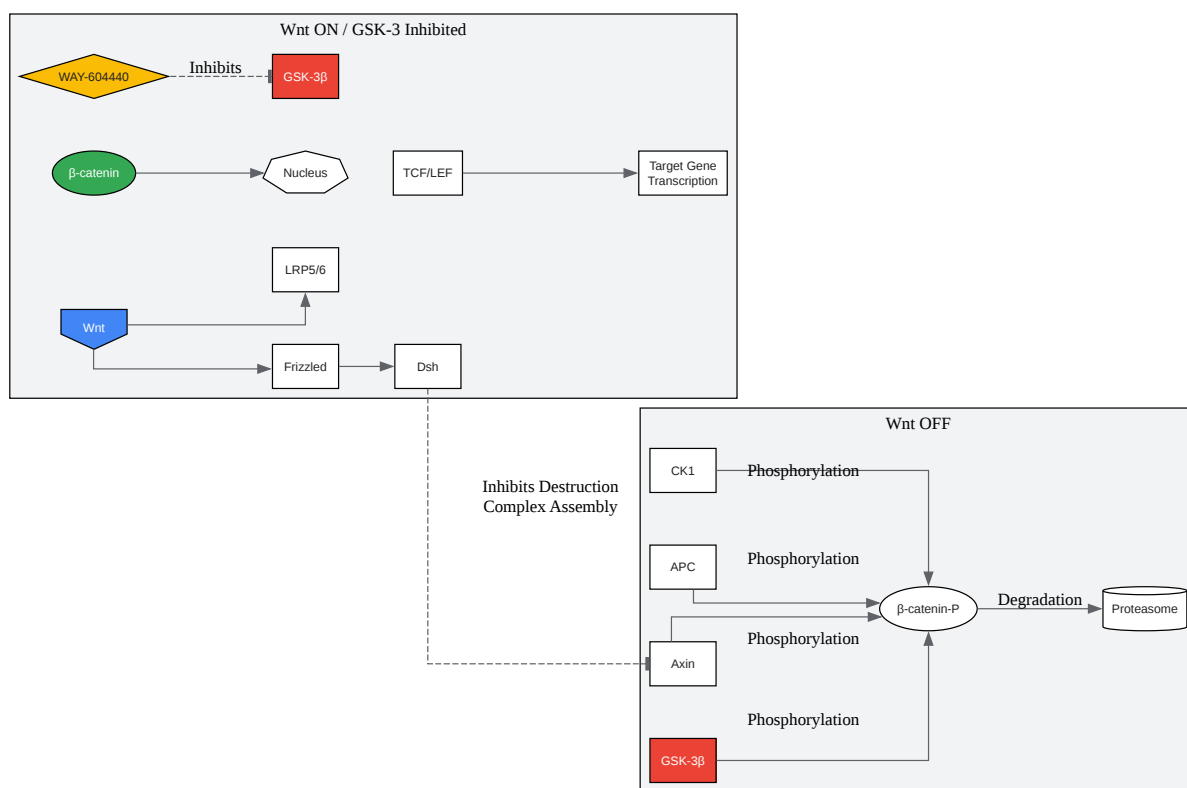 Wnt ON / GSK-3 Inhibited
WAY-604440
Inhibits
GSK-3β
β-catenin
Nucleus
TCF/LEF
Target Gene
Transcription
LRP5/6
Wnt
Frizzled
Dsh
Inhibits Destruction
Complex Assembly
Wnt OFF
CK1
Phosphorylation
APC
Phosphorylation
β-catenin-P
Degradation
Proteasome
Phosphorylation
Axin
Phosphorylation
GSK-3β